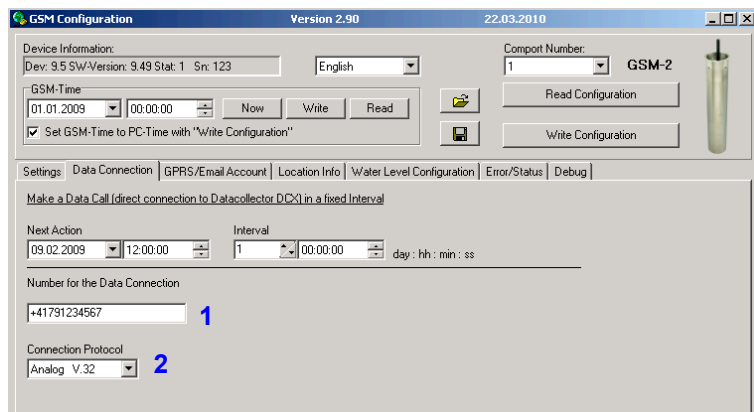 GSM Configuration Version 2.90 22.03.2010
Device Information:
Dev: 9.5 SW-Version: 9.49 Stat: 1 Sn: 123
English
Comport Number:
1
GSM-2
GSM-Time
01.01.2009 00:00:00 Now Write Read
Set GSM-Time to PC-Time with "Write Configuration"
Read Configuration
Write Configuration
Settings Data Connection GPRS/Email Account Location Info Water Level Configuration Error/Status Debug
Make a Data Call (direct connection to Datacollector DCX) in a fixed Interval
Next Action Interval
09.02.2009 12:00:00 1 00:00:00 day : hh : min : ss
Number for the Data Connection
+41791234567 1
Connection Protocol
Analog V.32 2